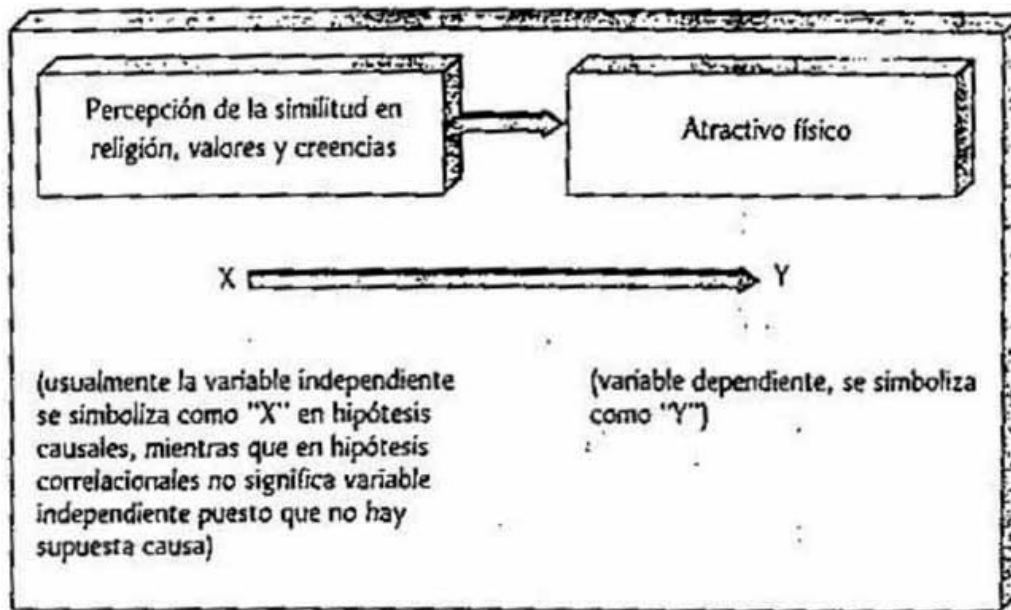 Percepción de la similitud en
religión, valores y creencias
Atractivo físico
X
Y
(usualmente la variable independiente
se simboliza como "X" en hipótesis
causales, mientras que en hipótesis
correlacionales no significa variable
independiente puesto que no hay
supuesta causa)
(variable dependiente, se simboliza
como "Y")